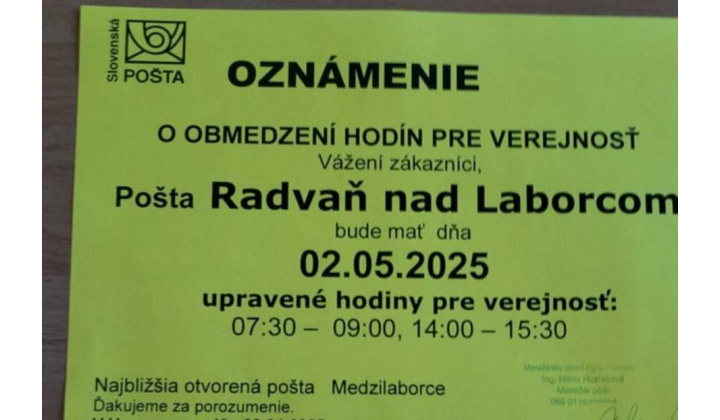 Slovenská
POŠTA
OZNÁMENIE
O OBMEDZENÍ HODÍN PRE VEREJNOSŤ
Vážení zákazníci,
Pošta Radvaň nad Laborcom
bude mať dňa
02.05.2025
upravené hodiny pre verejnosť:
07:30 – 09:00, 14:00 – 15:30
Najbližšia otvorená pošta Medzilaborce
Ďakujeme za porozumenie.